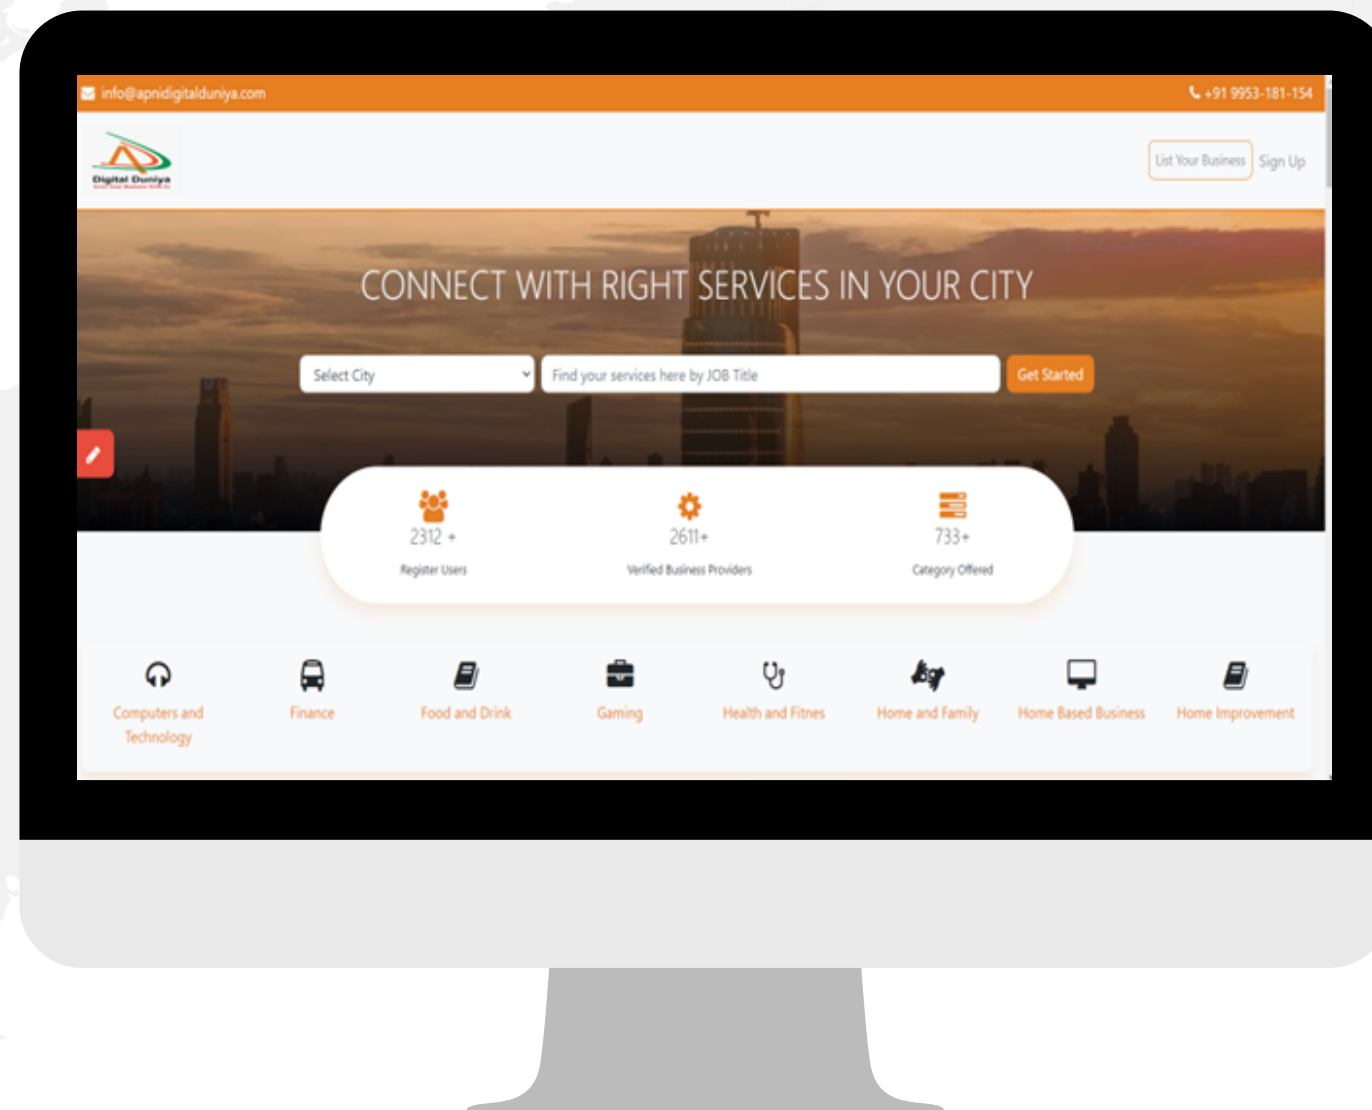 info@apnidigitalduniya.com
+91 9953-181-154
Digital Duniya
List Your Business
Sign Up
CONNECT WITH RIGHT SERVICES IN YOUR CITY
Select City
Find your services here by JOB Title
Get Started
2312 +
2611+
733+
Register Users
Verified Business Providers
Category Offered
Computers and
Technology
Finance
Food and Drink
Gaming
Health and Fitnes
Home and Family
Home Based Business
Home Improvement